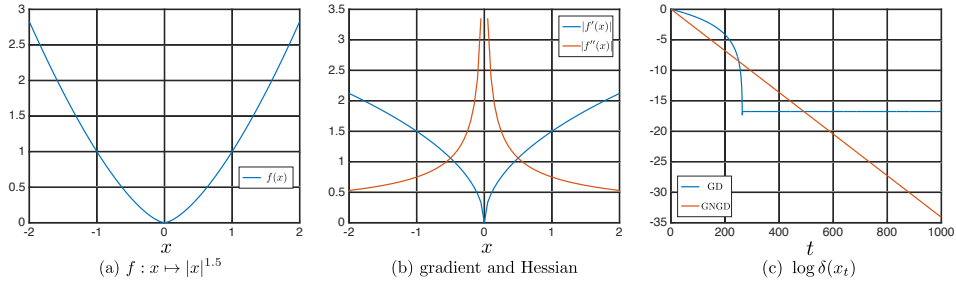 3
2.5
2
1.5
1
0.5
0
-2 -1 0 1 2
f(x)
x
(a) f : x ↦ |x|^{1.5}
3.5
3
2.5
2
1.5
1
0.5
0
-2 -1 0 1 2
|f'(x)|
|f''(x)|
x
(b) gradient and Hessian
0
-5
-10
-15
-20
-25
-30
-35
0 200 400 600 800 1000
GD
GNGD
t
(c) log δ(x_t)